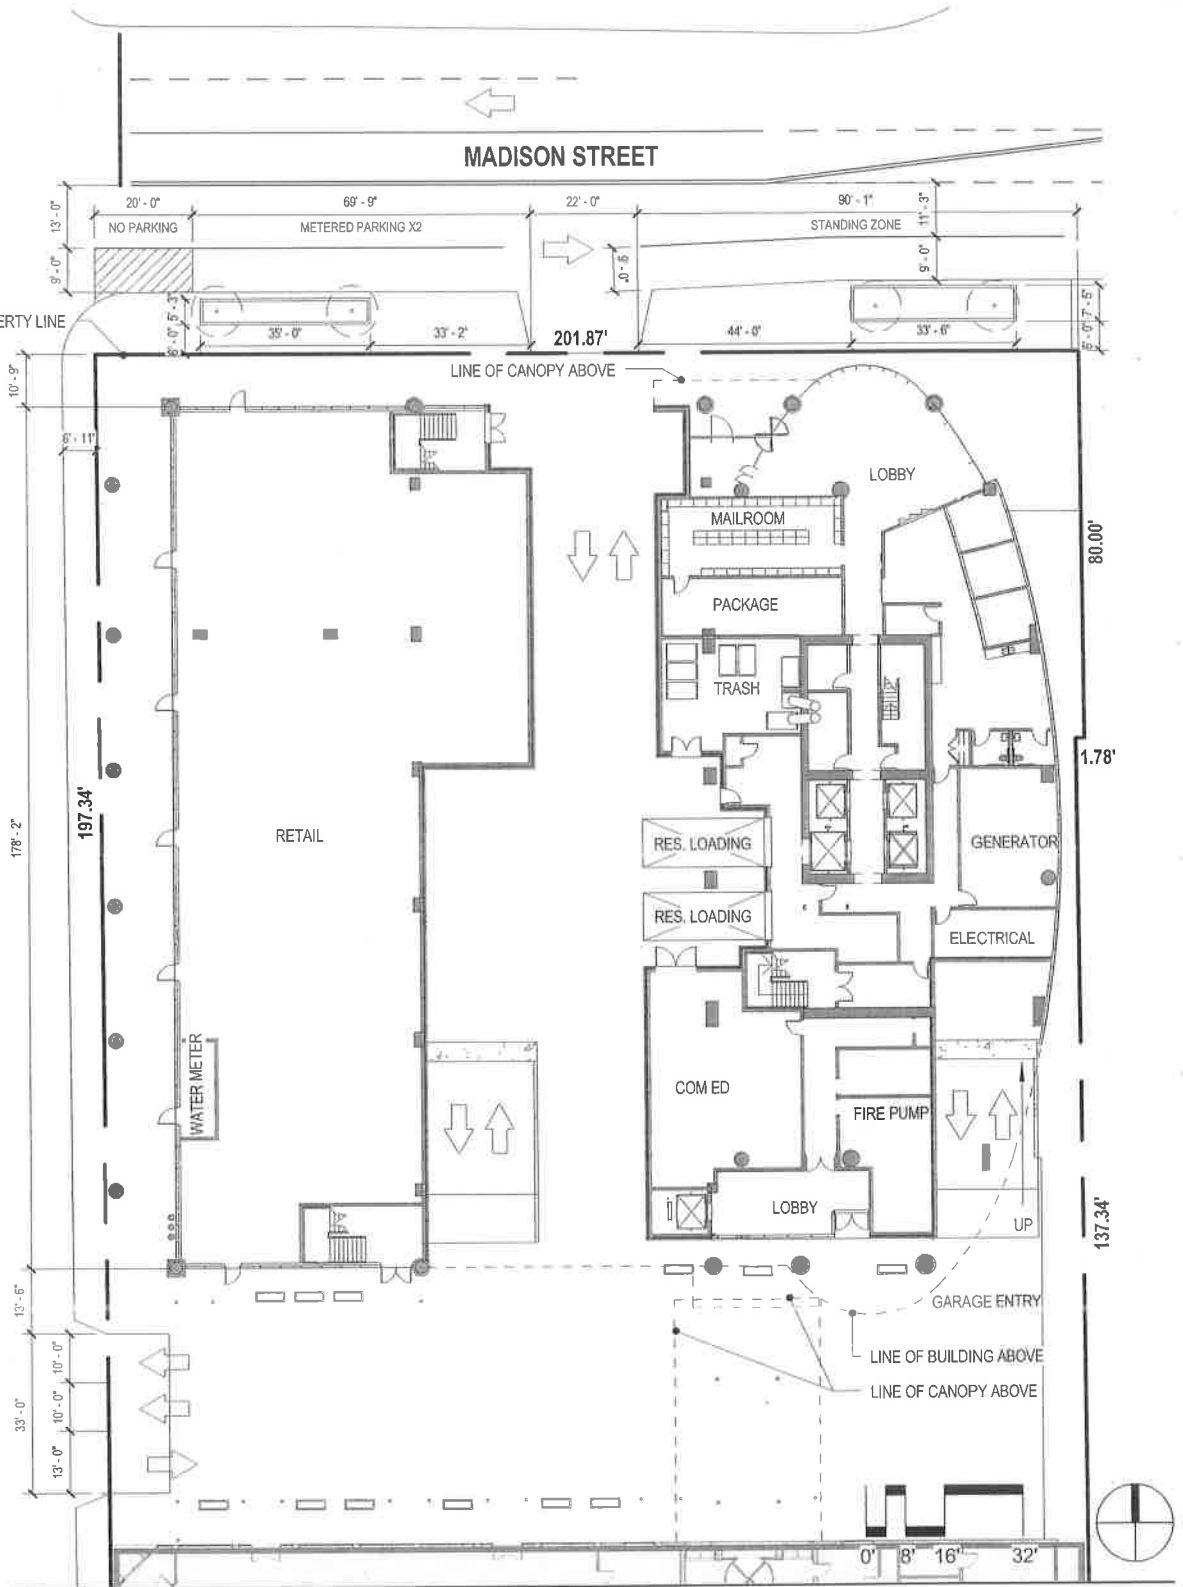 MADISON STREET
13' - 0"
20' - 0"
69' - 9"
22' - 0"
90' - 1"
11' - 3"
NO PARKING
METERED PARKING X2
STANDING ZONE
9' - 0"
9' - 0"
5' - 3"
7' - 5"
ERTY LINE
6' - 0"
35' - 0"
33' - 2"
201.87'
44' - 0"
33' - 6"
6' - 0"
LINE OF CANOPY ABOVE
10' - 9"
6' - 11"
LOBBY
MAILROOM
80.00'
PACKAGE
TRASH
1.78'
197.34'
178' - 2"
RETAIL
RES. LOADING
GENERATOR
RES. LOADING
ELECTRICAL
WATER METER
COM ED
FIRE PUMP
LOBBY
UP
137.34'
13' - 6"
GARAGE ENTRY
10' - 0"
LINE OF BUILDING ABOVE
33' - 0"
10' - 0"
LINE OF CANOPY ABOVE
13' - 0"
0' 8' 16' 32'